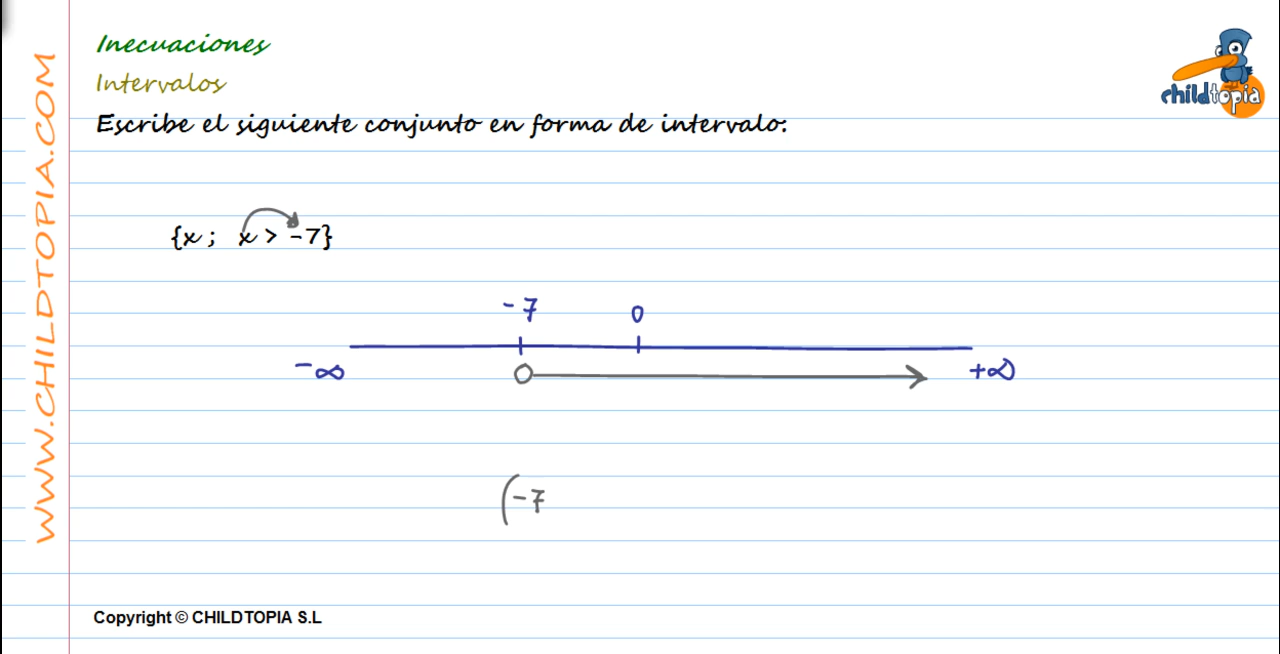 Inecuaciones
Intervalos
Escribe el siguiente conjunto en forma de intervalo:
childtopia
WWW.CHILDTOPIA.COM
{x ; x > -7}
-7 0
-∞ +∞
(-7
Copyright © CHILDTOPIA S.L